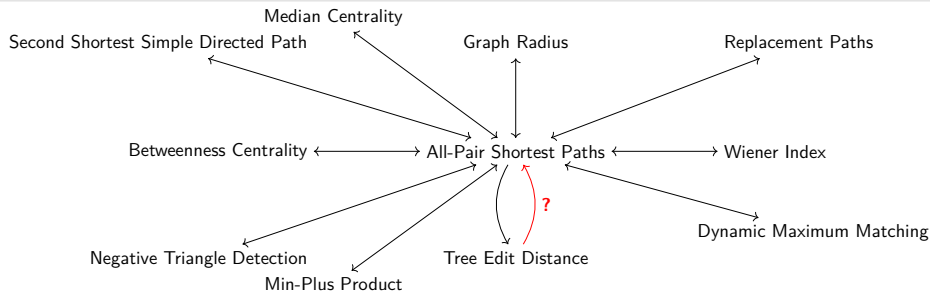 Median Centrality
Second Shortest Simple Directed Path
Graph Radius
Replacement Paths
Betweenness Centrality
All-Pair Shortest Paths
Wiener Index
?
Dynamic Maximum Matching
Negative Triangle Detection
Tree Edit Distance
Min-Plus Product